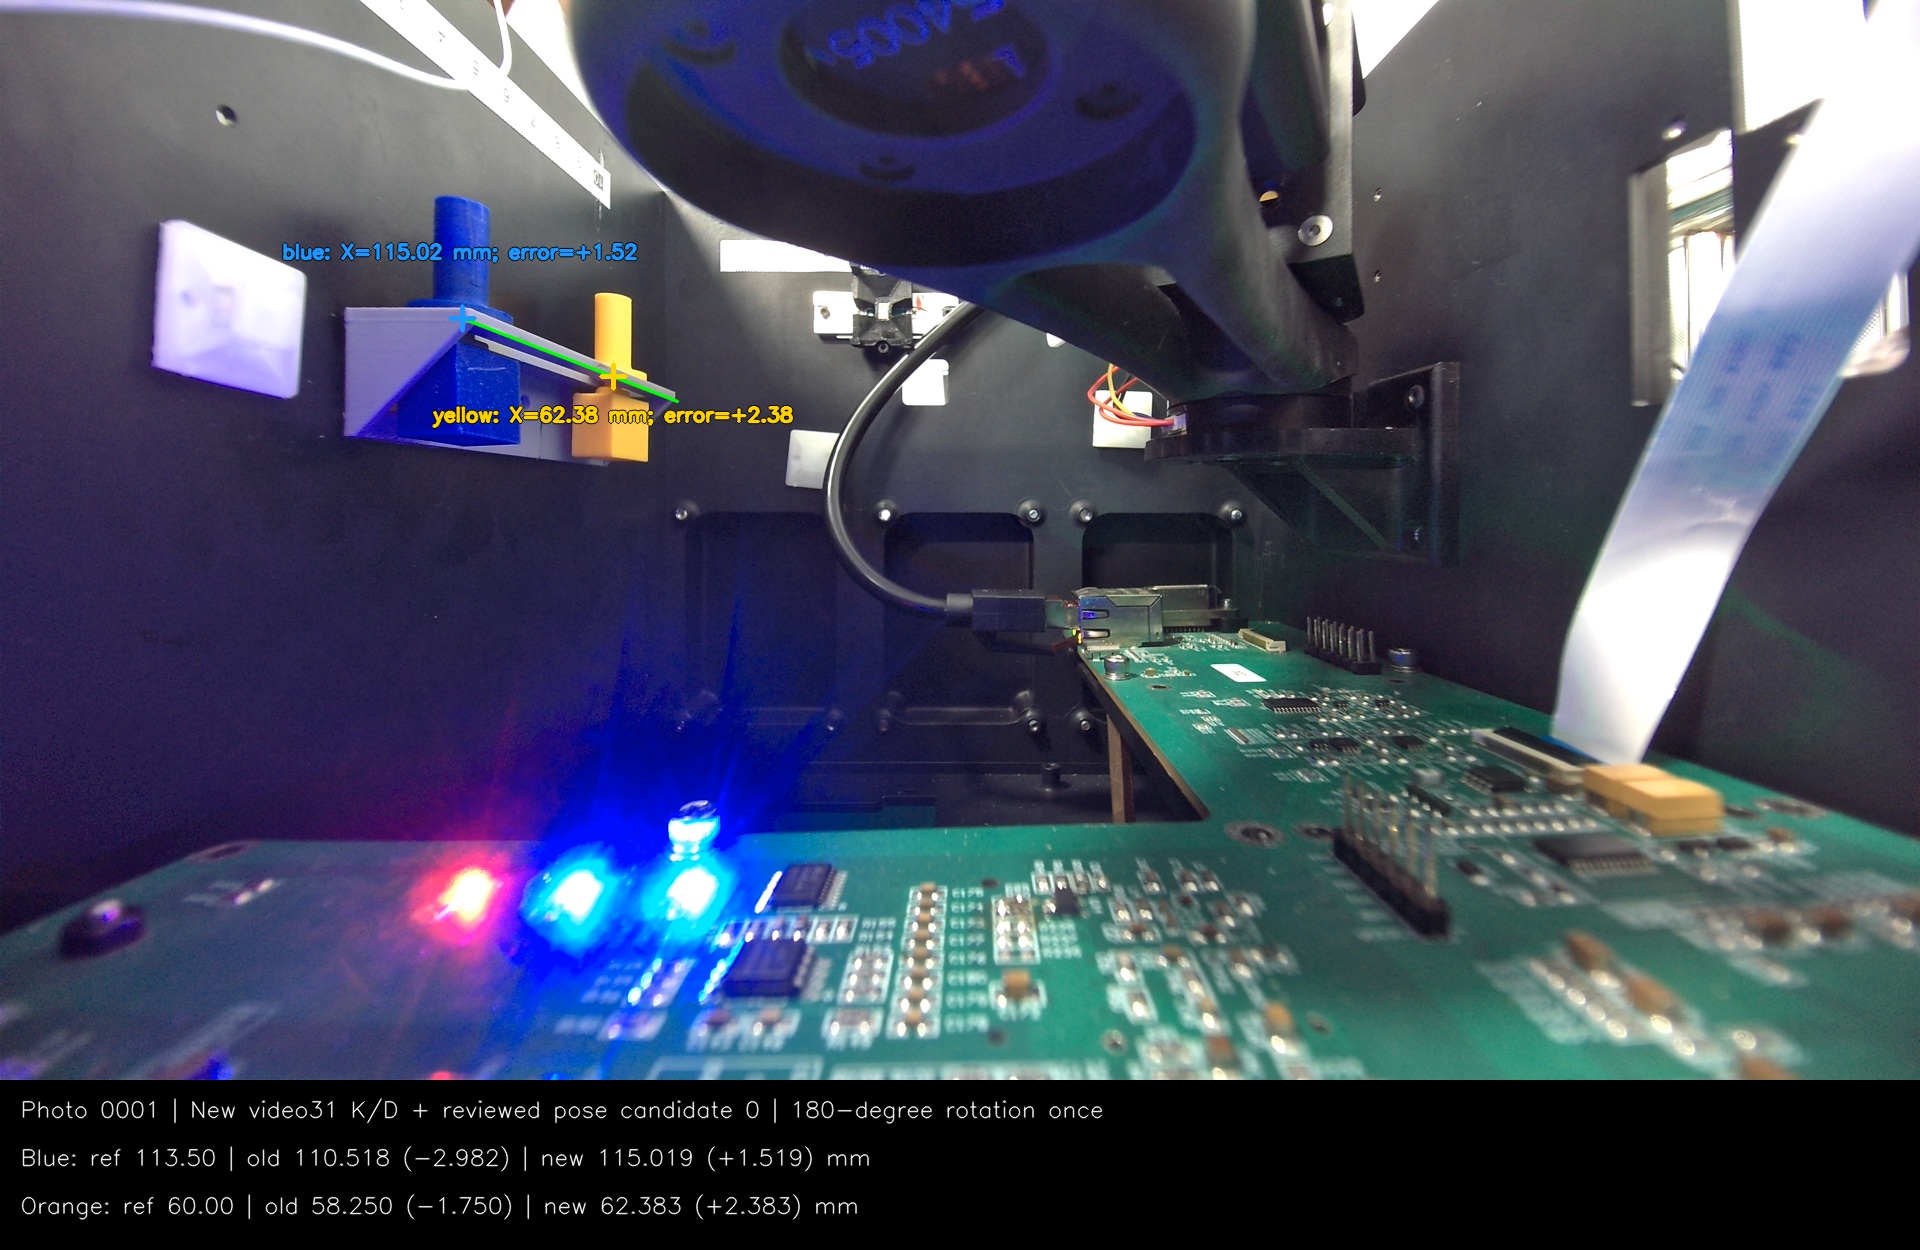 blue: X=115.02 mm; error=+1.52
yellow: X=62.38 mm; error=+2.38
C175
C180
Photo 0001 | New video31 K/D + reviewed pose candidate 0 | 180-degree rotation once
Blue: ref 113.50 | old 110.518 (-2.982) | new 115.019 (+1.519) mm
Orange: ref 60.00 | old 58.250 (-1.750) | new 62.383 (+2.383) mm